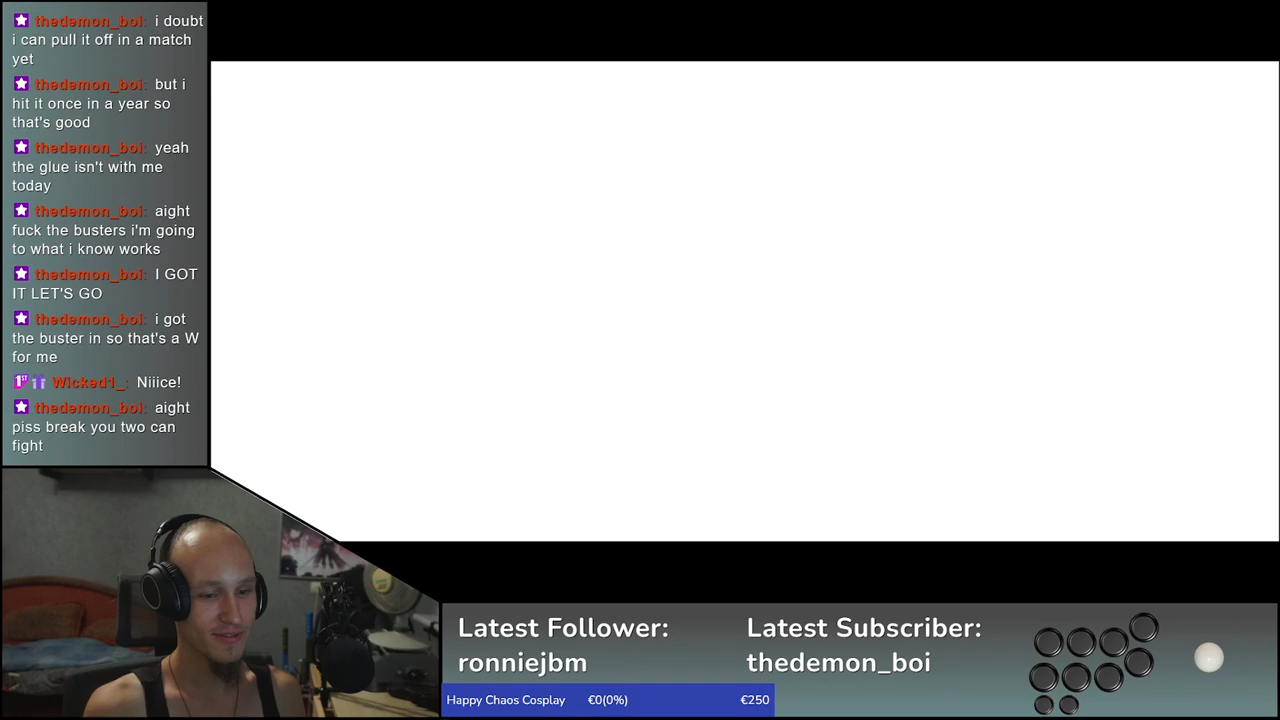 thedemon_boi: i doubt
i can pull it off in a match
yet
thedemon_boi: but i
hit it once in a year so
that's good
thedemon_boi: yeah
the glue isn't with me
today
thedemon_boi: aight
fuck the busters i'm going
to what i know works
thedemon_boi: I GOT
IT LET'S GO
thedemon_boi: i got
the buster in so that's a W
for me
1ST Wicked1_: Niiice!
thedemon_boi: aight
piss break you two can
fight
Latest Follower:
ronniejbm
Latest Subscriber:
thedemon_boi
Happy Chaos Cosplay €0(0%) €250